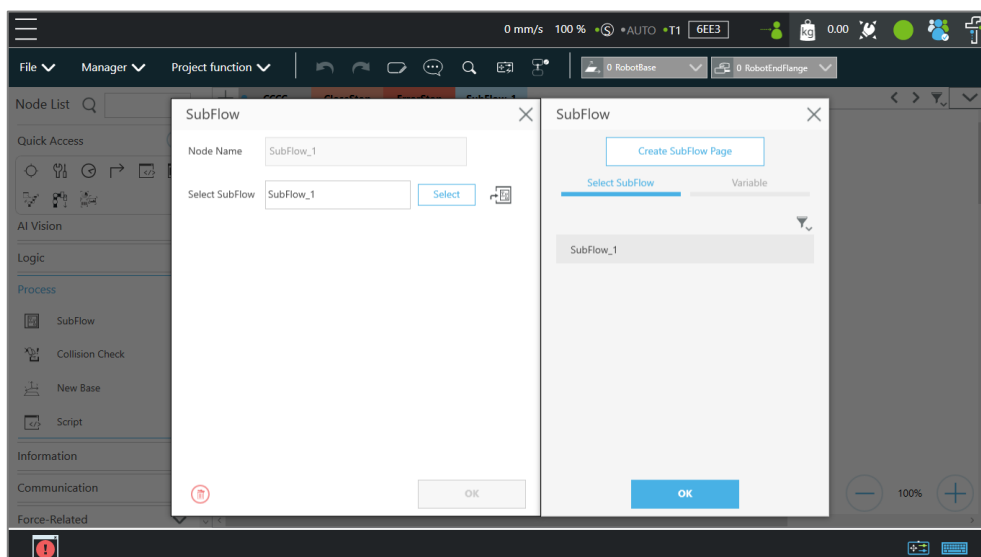 0 mm/s 100 % S AUTO T1 6EE3 kg 0.00
File Manager Project function 0 RobotBase 0 RobotEndFlange
Node List
Quick Access
AI Vision
Logic
Process
SubFlow
Collision Check
New Base
Script
Information
Communication
Force-Related
SubFlow
Node Name SubFlow_1
Select SubFlow SubFlow_1 Select
OK
SubFlow
Create SubFlow Page
Select SubFlow Variable
SubFlow_1
OK
100%